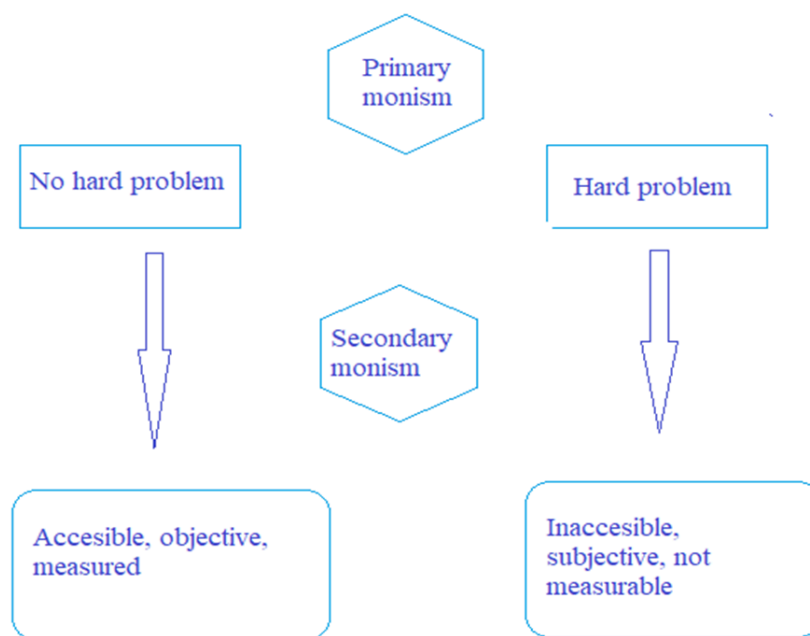 Primary
monism
No hard problem
Hard problem
Secondary
monism
Accesible, objective,
measured
Inaccesible,
subjective, not
measurable